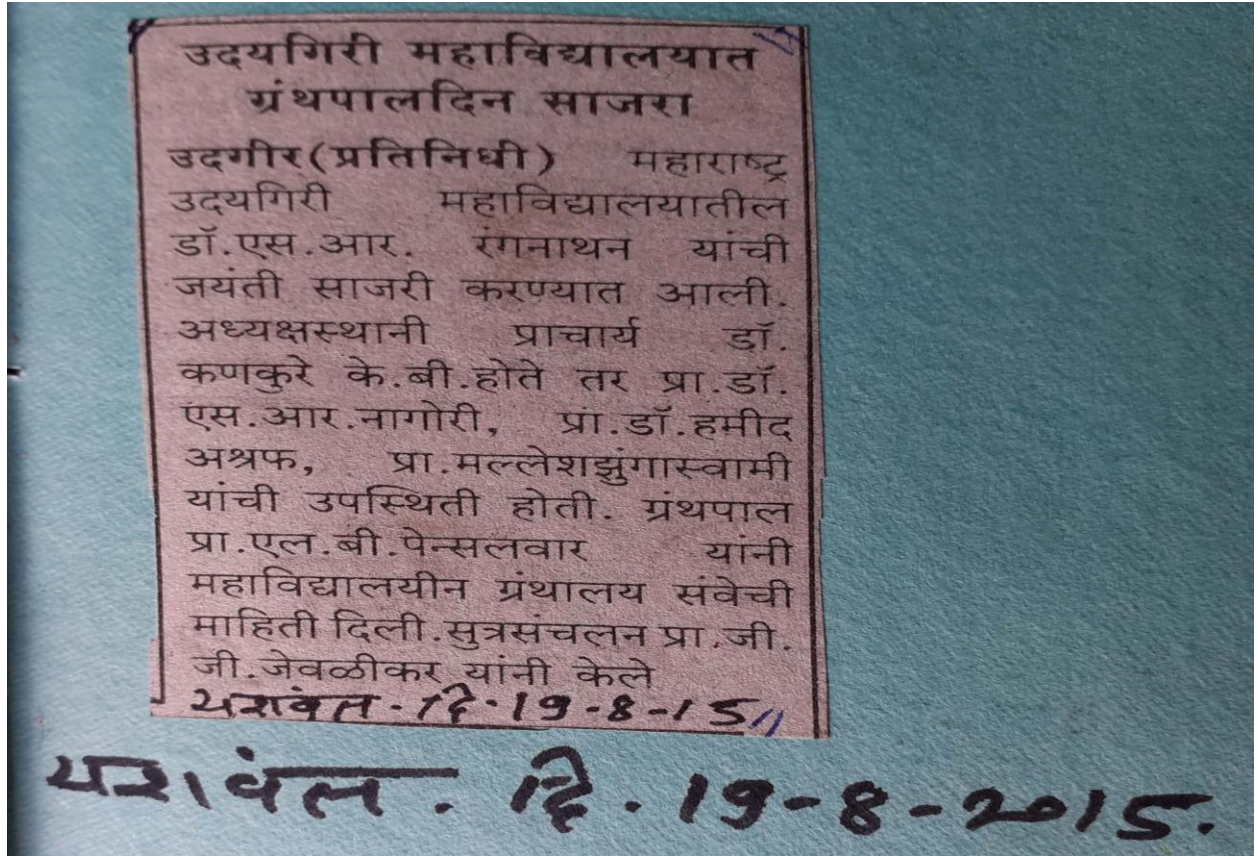 उदयगिरी महाविद्यालयात
ग्रंथपालदिन साजरा
उदगीर(प्रतिनिधी) महाराष्ट्र
उदयगिरी महाविद्यालयातील
डॉ.एस.आर. रंगनाथन यांची
जयंती साजरी करण्यात आली.
अध्यक्षस्थानी प्राचार्य डॉ.
कणकुरे के.बी.होते तर प्रा.डॉ.
एस.आर.नागोरी, प्रा.डॉ.हमीद
अश्रफ, प्रा.मल्लेशझुंगास्वामी
यांची उपस्थिती होती. ग्रंथपाल
प्रा.एल.बी.पेन्सलवार यांनी
महाविद्यालयीन ग्रंथालय संवेची
माहिती दिली.सुत्रसंचलन प्रा.जी.
जी.जेवळीकर यांनी केले
यशवंत. दि. 19-8-15
यशवंत. दि. 19-8-2015.